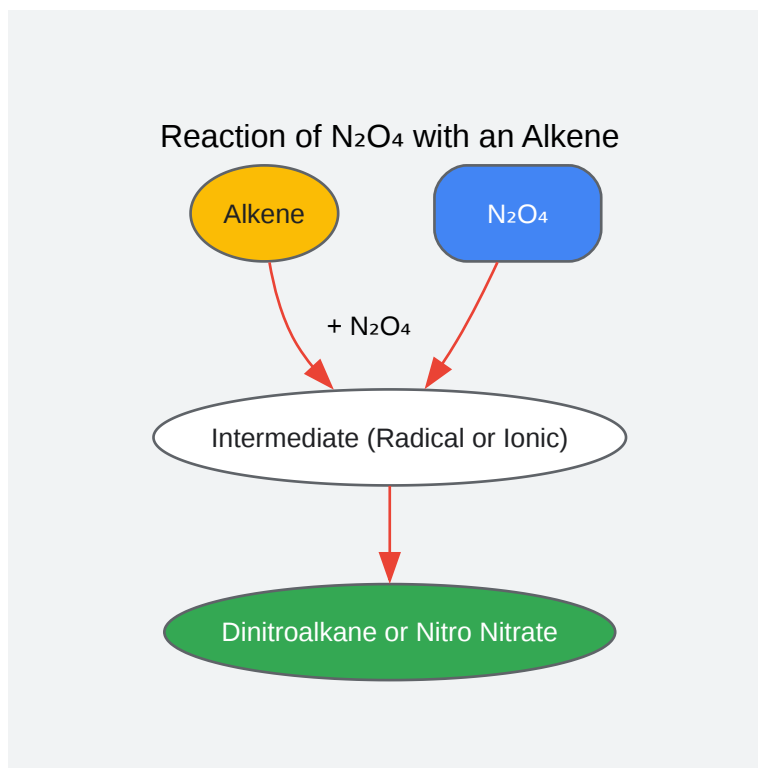 Reaction of N₂O₄ with an Alkene
Alkene
N₂O₄
+ N₂O₄
Intermediate (Radical or Ionic)
Dinitroalkane or Nitro Nitrate